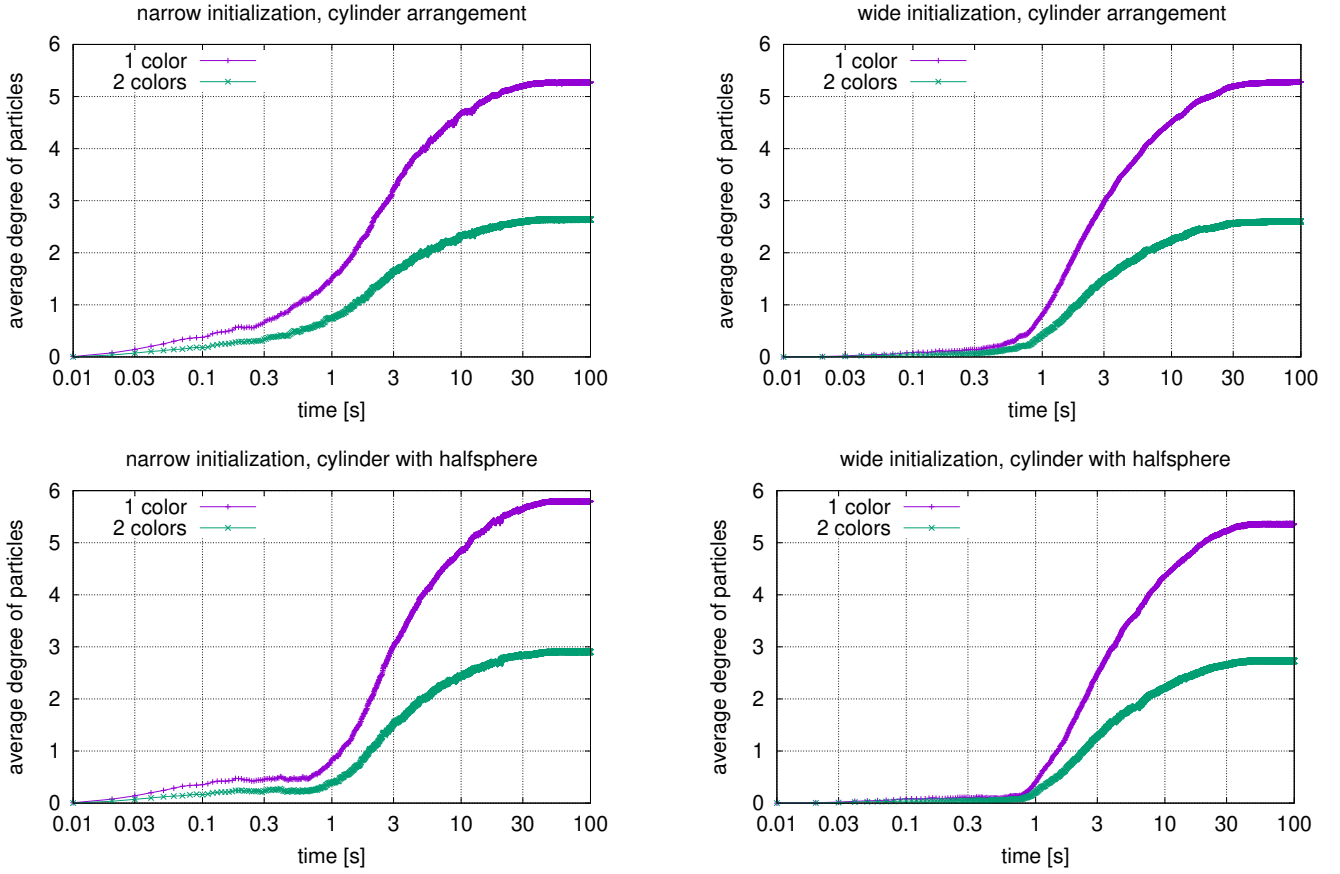 narrow initialization, cylinder arrangement
6
5
4
3
2
1
0
average degree of particles
1 color
2 colors
0.01 0.03 0.1 0.3 1 3 10 30 100
time [s]
wide initialization, cylinder arrangement
6
5
4
3
2
1
0
average degree of particles
1 color
2 colors
0.01 0.03 0.1 0.3 1 3 10 30 100
time [s]
narrow initialization, cylinder with halfsphere
6
5
4
3
2
1
0
average degree of particles
1 color
2 colors
0.01 0.03 0.1 0.3 1 3 10 30 100
time [s]
wide initialization, cylinder with halfsphere
6
5
4
3
2
1
0
average degree of particles
1 color
2 colors
0.01 0.03 0.1 0.3 1 3 10 30 100
time [s]